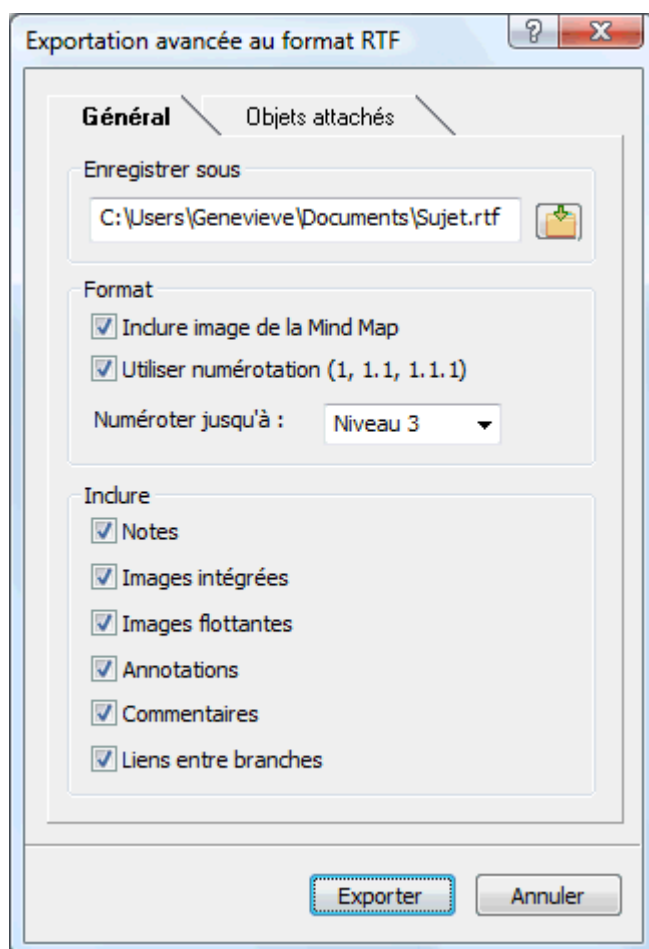 Exportation avancée au format RTF
Général
Objets attachés
Enregistrer sous
C:\Users\Genevieve\Documents\Sujet.rtf
Format
Inclure image de la Mind Map
Utiliser numérotation (1, 1.1, 1.1.1)
Numéroter jusqu'à :
Niveau 3
Inclure
Notes
Images intégrées
Images flottantes
Annotations
Commentaires
Liens entre branches
Exporter
Annuler